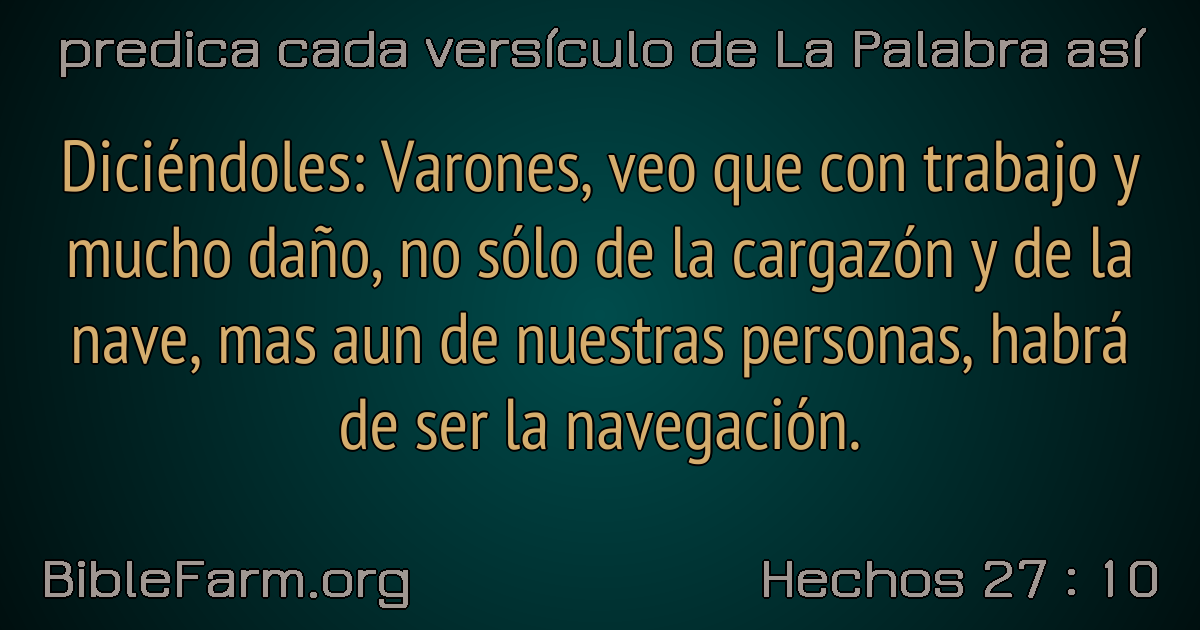 predica cada versículo de La Palabra así
Diciéndoles: Varones, veo que con trabajo y
mucho daño, no sólo de la cargazón y de la
nave, mas aun de nuestras personas, habrá
de ser la navegación.
BibleFarm.org
Hechos 27 : 10